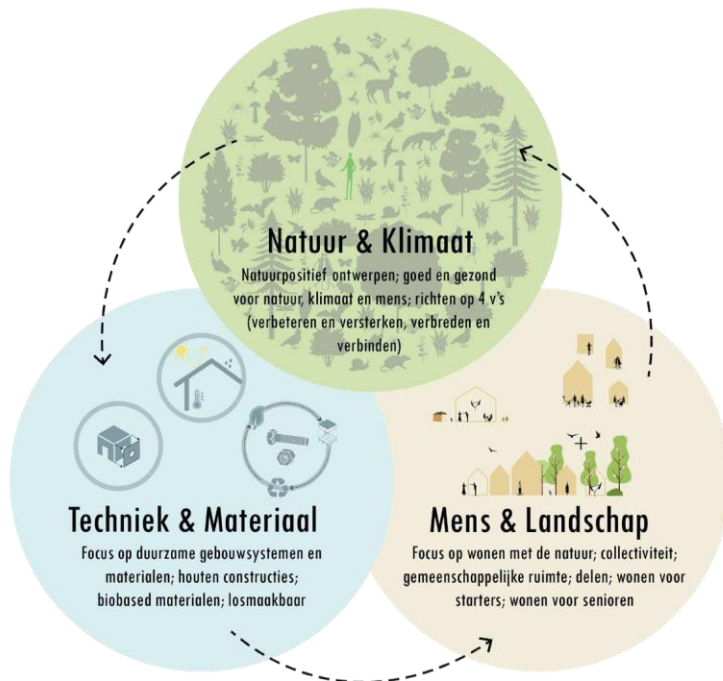 Natuur & Klimaat
Natuurpositief ontwerpen; goed en gezond
voor natuur, klimaat en mens; richten op 4 v's
(verbeteren en versterken, verbreden en
verbinden)
Techniek & Materiaal
Focus op duurzame gebouwsystemen en
materialen; houten constructies;
biobased materialen; losmaakbaar
Mens & Landschap
Focus op wonen met de natuur; collectiviteit;
gemeenschappelijke ruimte; delen; wonen voor
starters; wonen voor senioren